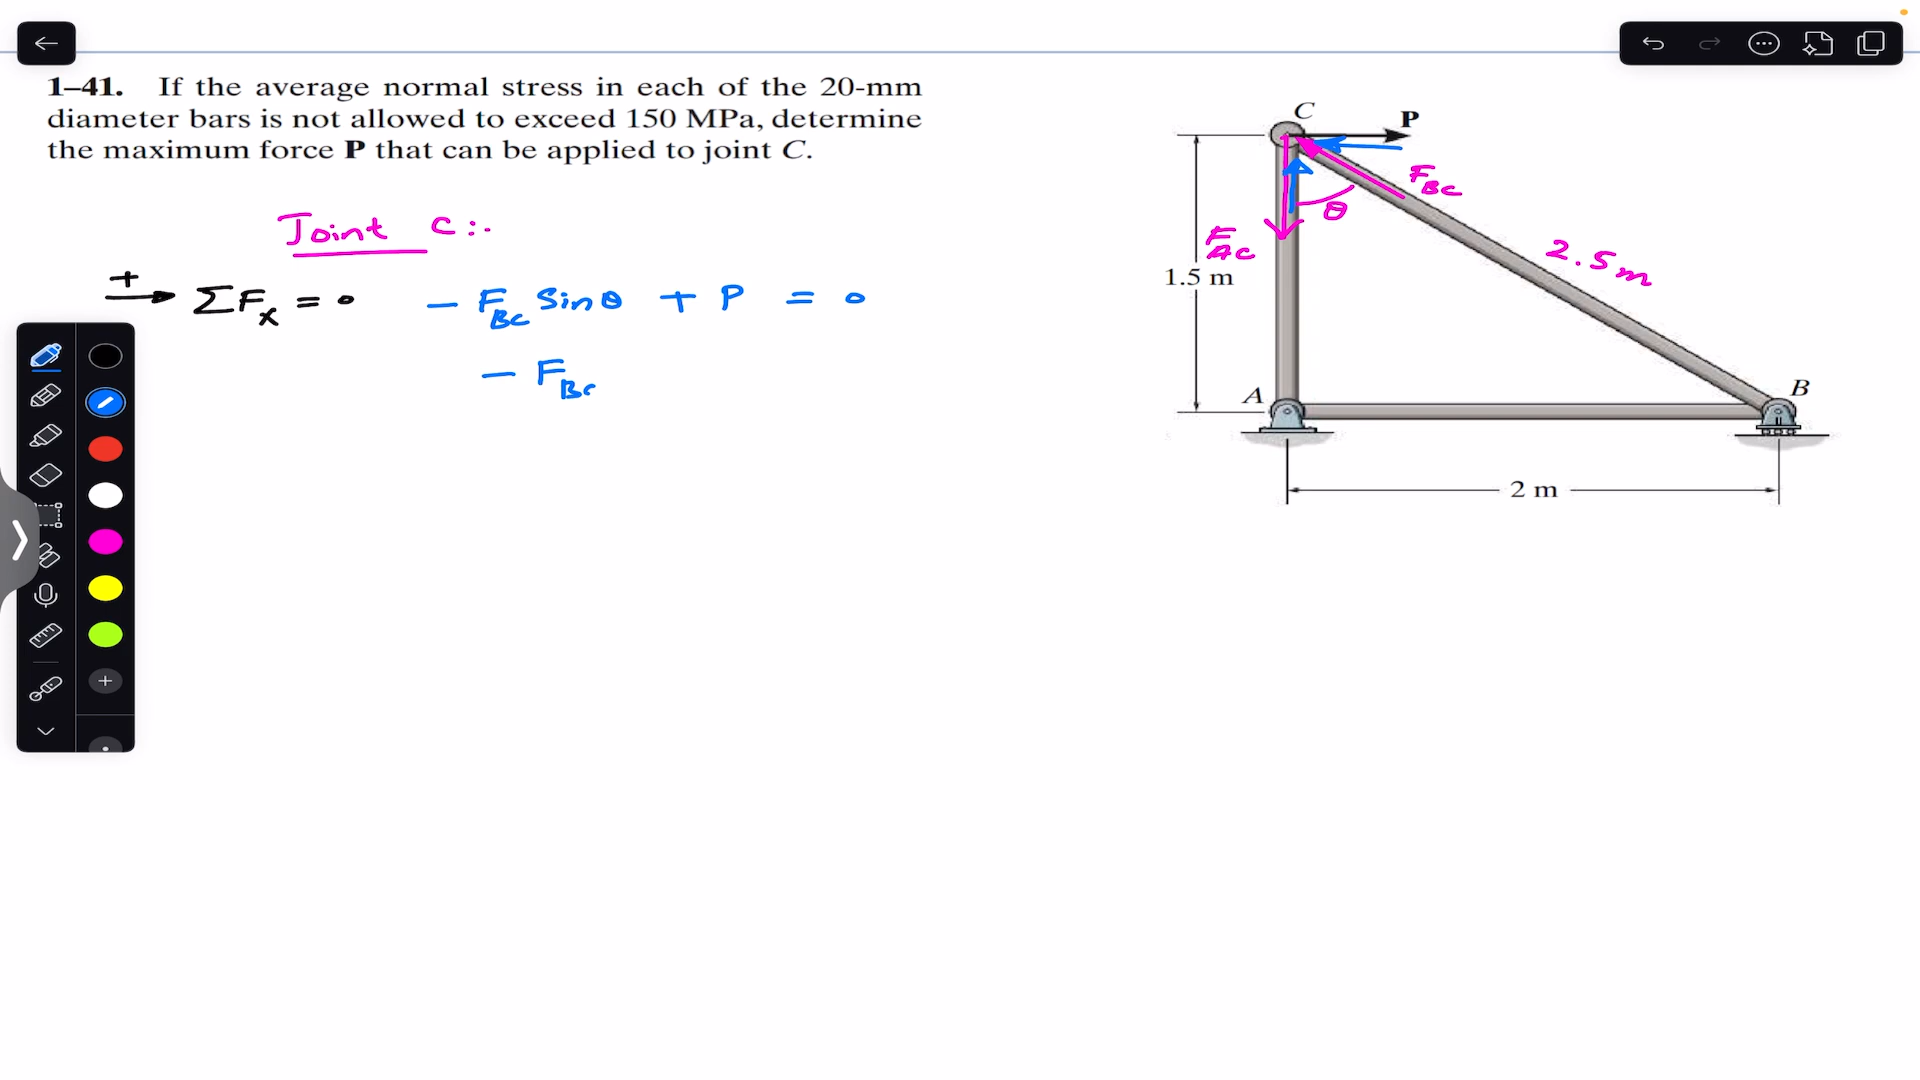 1–41. If the average normal stress in each of the 20-mm
diameter bars is not allowed to exceed 150 MPa, determine
the maximum force P that can be applied to joint C.
Joint C:-
+
→ ΣFx = 0   - F_BC Sinθ + P = 0
- F_BC
C
P
F_BC
θ
F_AC
2.5m
1.5 m
A
B
2 m